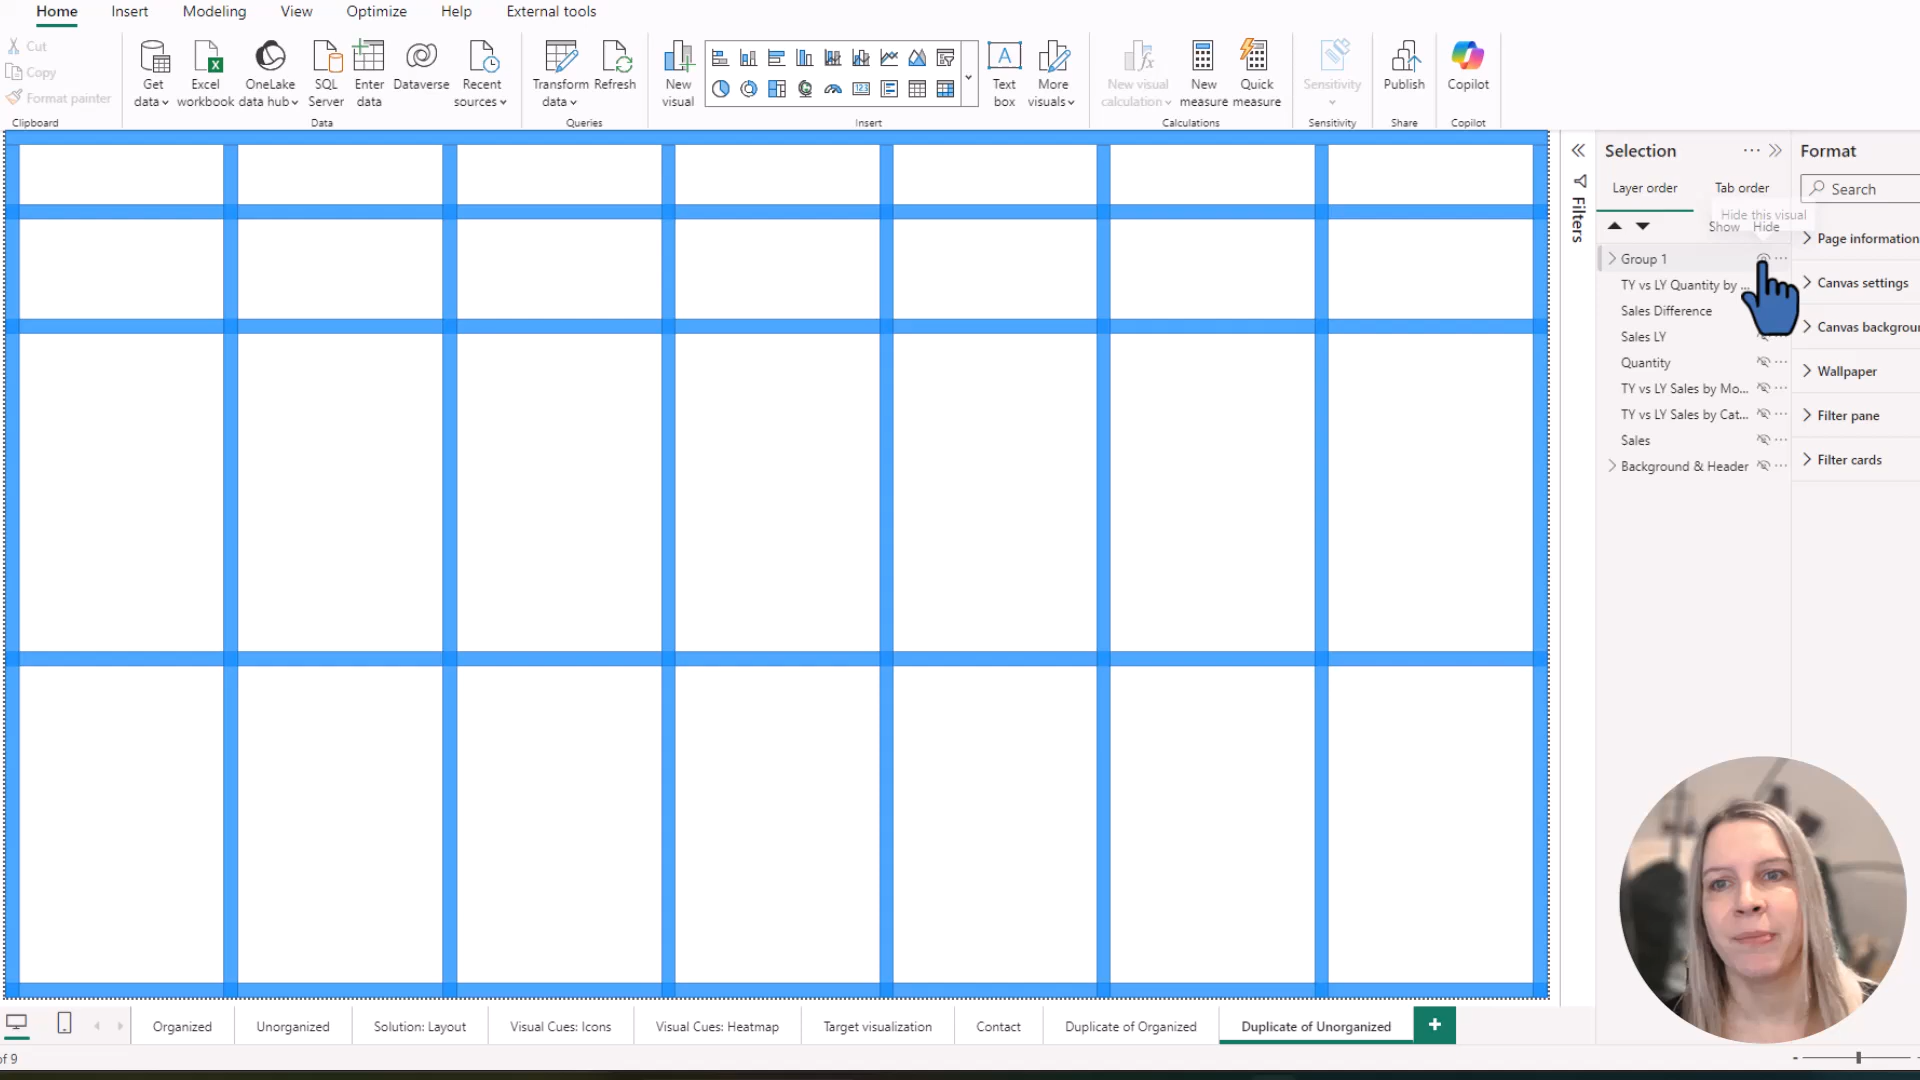 Home Insert Modeling View Optimize Help External tools
Cut
Copy
Format painter
Clipboard
Get data
Excel workbook
OneLake data hub
SQL Server
Enter data
Dataverse
Recent sources
Data
Transform data
Refresh
Queries
New visual
Text box
More visuals
Insert
New visual calculation
New measure
Quick measure
Calculations
Sensitivity
Sensitivity
Publish
Share
Copilot
Copilot
Filters
Selection
Layer order Tab order
Hide this visual
Show Hide
Group 1
TY vs LY Quantity by ...
Sales Difference
Sales LY
Quantity
TY vs LY Sales by Mo...
TY vs LY Sales by Cat...
Sales
Background & Header
Format
Search
Page information
Canvas settings
Canvas backgrou
Wallpaper
Filter pane
Filter cards
Organized Unorganized Solution: Layout Visual Cues: Icons Visual Cues: Heatmap Target visualization Contact Duplicate of Organized Duplicate of Unorganized
of 9